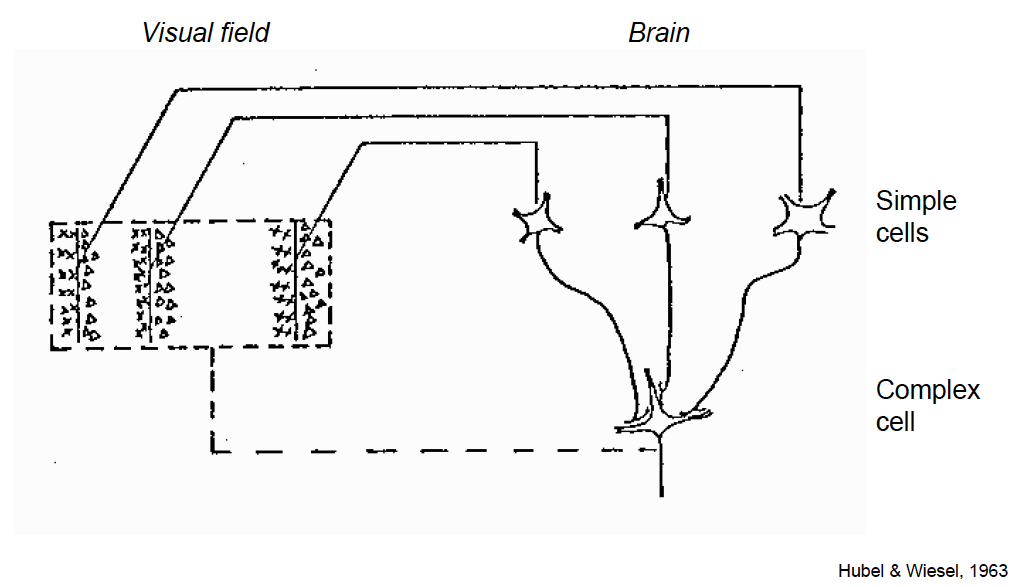 Visual field
Brain
Simple
cells
Complex
cell
Hubel & Wiesel, 1963